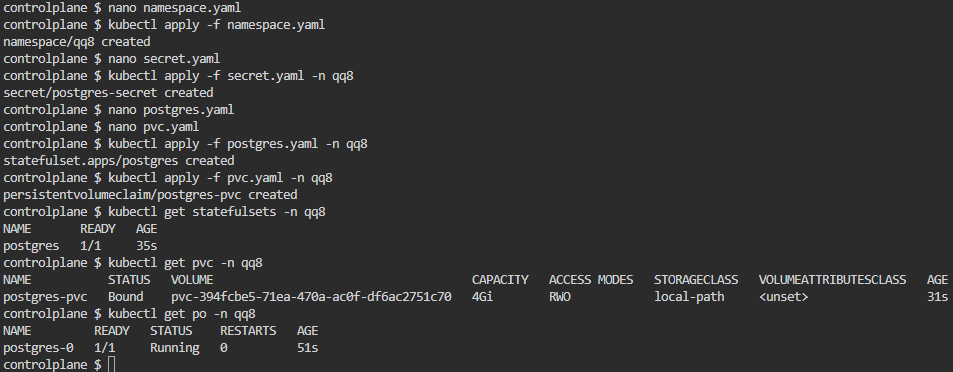 controlplane $ nano namespace.yaml
controlplane $ kubectl apply -f namespace.yaml
namespace/qq8 created
controlplane $ nano secret.yaml
controlplane $ kubectl apply -f secret.yaml -n qq8
secret/postgres-secret created
controlplane $ nano postgres.yaml
controlplane $ nano pvc.yaml
controlplane $ kubectl apply -f postgres.yaml -n qq8
statefulset.apps/postgres created
controlplane $ kubectl apply -f pvc.yaml -n qq8
persistentvolumeclaim/postgres-pvc created
controlplane $ kubectl get statefulsets -n qq8
NAME       READY   AGE
postgres   1/1     35s
controlplane $ kubectl get pvc -n qq8
NAME           STATUS   VOLUME                                     CAPACITY   ACCESS MODES   STORAGECLASS   VOLUMEATTRIBUTESCLASS   AGE
postgres-pvc   Bound    pvc-394fcbe5-71ea-470a-ac0f-df6ac2751c70   4Gi        RWO            local-path     <unset>                 31s
controlplane $ kubectl get po -n qq8
NAME         READY   STATUS    RESTARTS   AGE
postgres-0   1/1     Running   0          51s
controlplane $